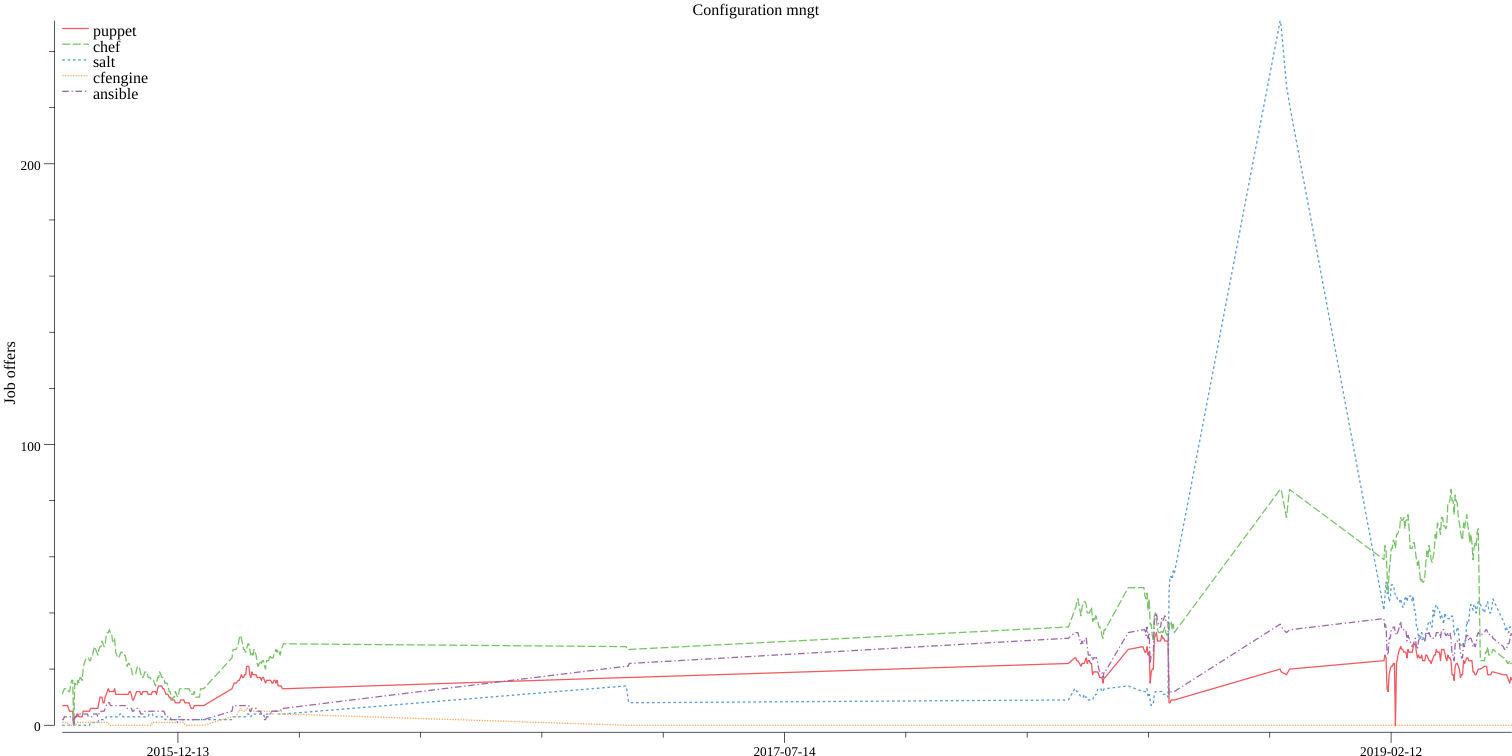 Configuration mngt
puppet
chef
salt
cfengine
ansible
200
100
0
Job offers
2015-12-13
2017-07-14
2019-02-12